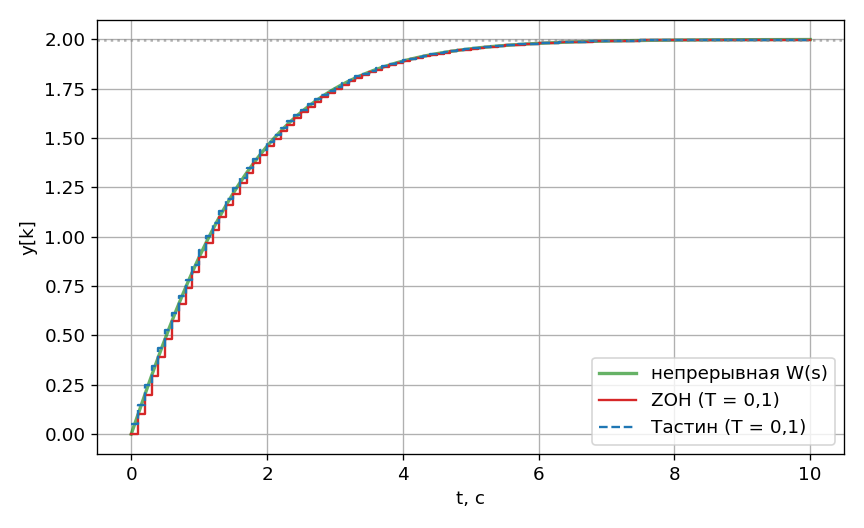 2.00
1.75
1.50
1.25
1.00
0.75
0.50
0.25
0.00
y[k]
непрерывная W(s)
ZOH (T = 0,1)
Тастин (T = 0,1)
0 2 4 6 8 10
t, с